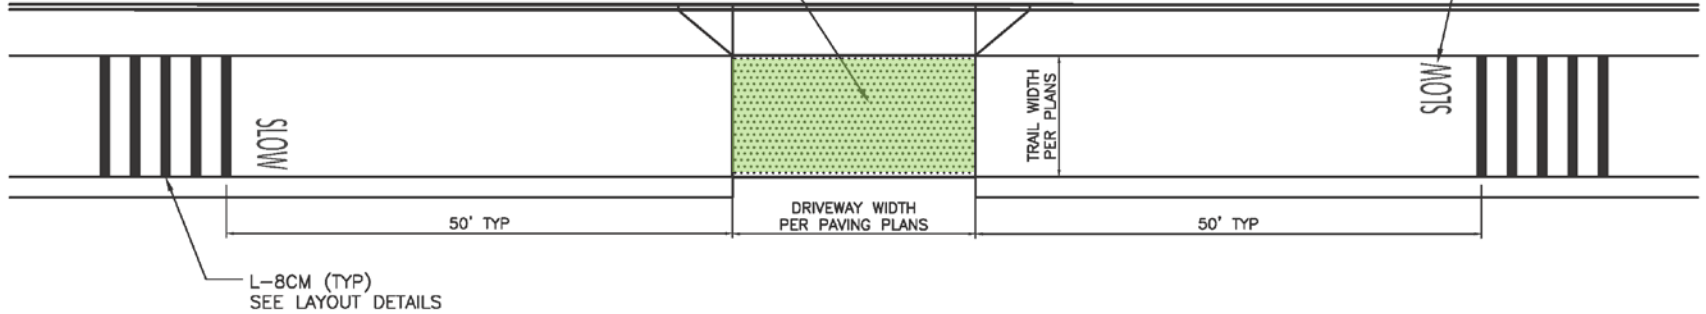 SLOW
TRAIL WIDTH
PER PLANS
SLOW
50' TYP
DRIVEWAY WIDTH
PER PAVING PLANS
50' TYP
L-8CM (TYP)
SEE LAYOUT DETAILS